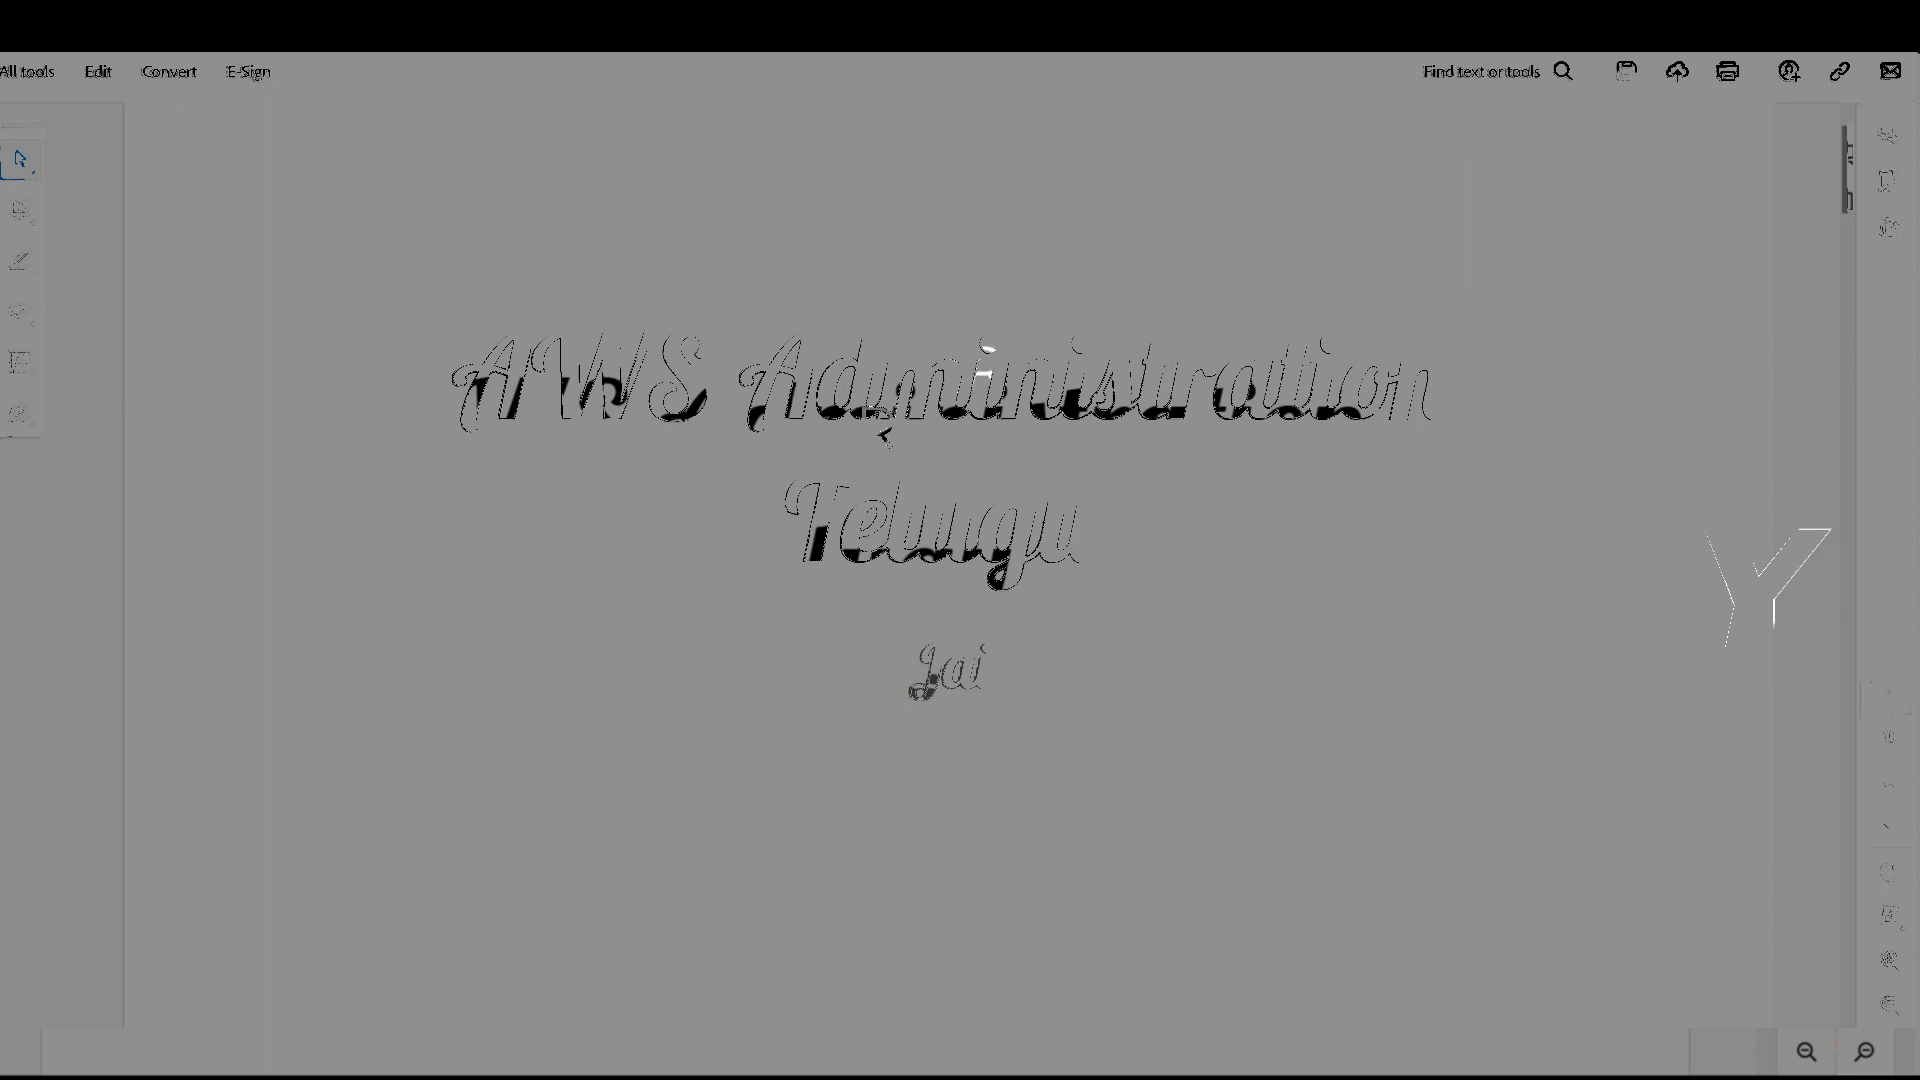 All tools Edit Convert E-Sign Find text or tools
AWS Administration
Telugu
Jai
Y